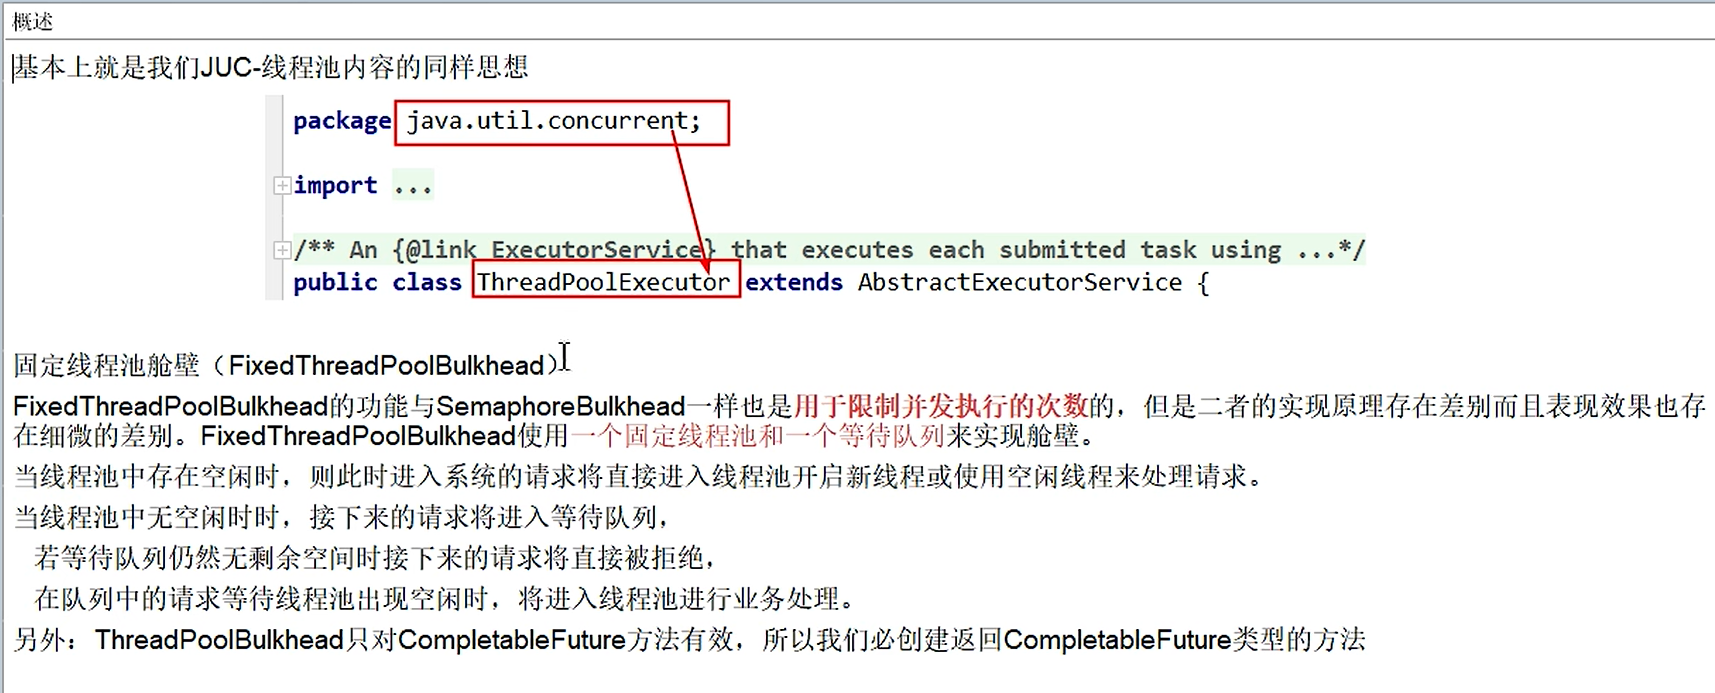 概述
基本上就是我们JUC-线程池内容的同样思想
package java.util.concurrent;
import ...
/** An {@link ExecutorService} that executes each submitted task using ...*/
public class ThreadPoolExecutor extends AbstractExecutorService {
固定线程池舱壁（FixedThreadPoolBulkhead）
FixedThreadPoolBulkhead的功能与SemaphoreBulkhead一样也是用于限制并发执行的次数的，但是二者的实现原理存在差别而且表现效果也存
在细微的差别。FixedThreadPoolBulkhead使用一个固定线程池和一个等待队列来实现舱壁。
当线程池中存在空闲时，则此时进入系统的请求将直接进入线程池开启新线程或使用空闲线程来处理请求。
当线程池中无空闲时时，接下来的请求将进入等待队列，
若等待队列仍然无剩余空间时接下来的请求将直接被拒绝，
在队列中的请求等待线程池出现空闲时，将进入线程池进行业务处理。
另外：ThreadPoolBulkhead只对CompletableFuture方法有效，所以我们必创建返回CompletableFuture类型的方法